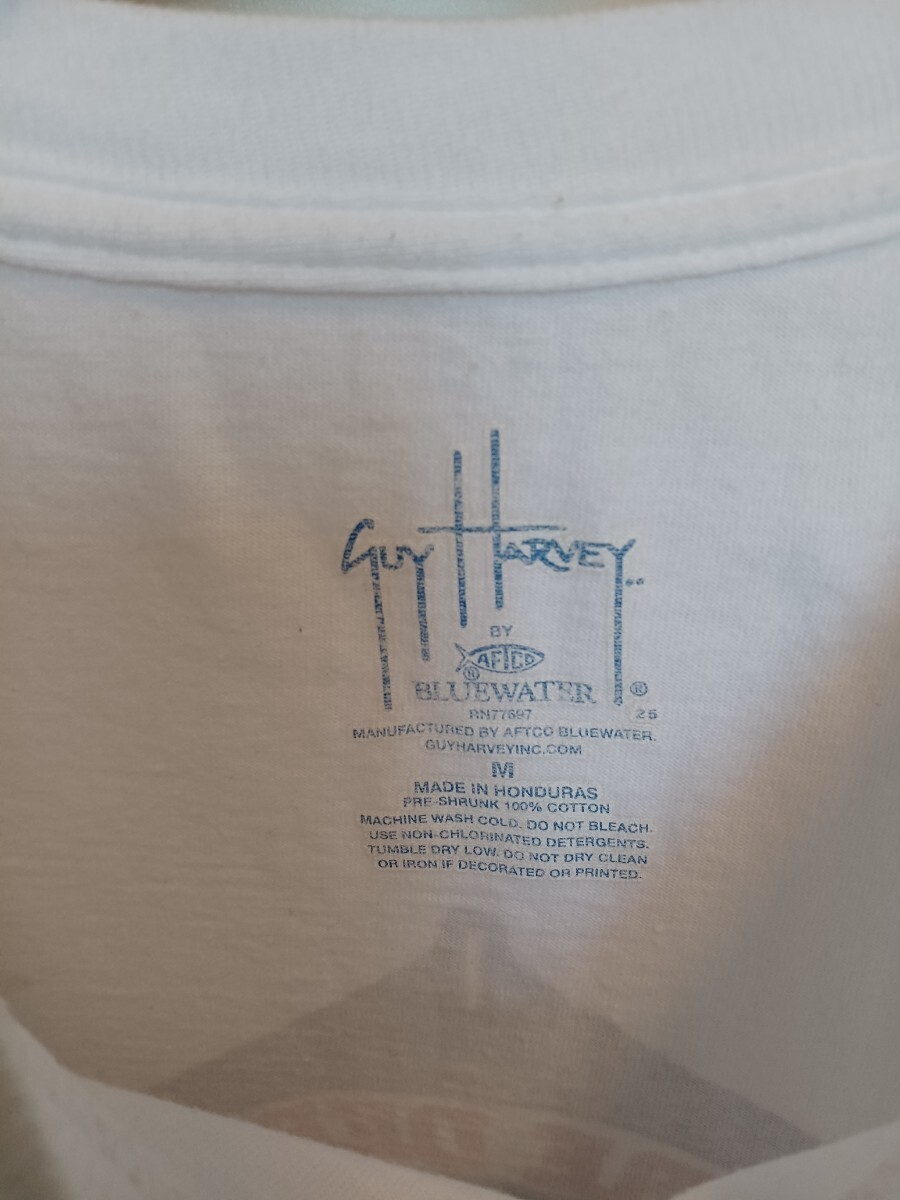 GUY HARVEY
BY
AFTCO
®
BLUEWATER ®
RN77697 25
MANUFACTURED BY AFTCO BLUEWATER.
GUYHARVEYINC.COM
M
MADE IN HONDURAS
PRE-SHRUNK 100% COTTON
MACHINE WASH COLD. DO NOT BLEACH.
USE NON-CHLORINATED DETERGENTS.
TUMBLE DRY LOW. DO NOT DRY CLEAN
OR IRON IF DECORATED OR PRINTED.